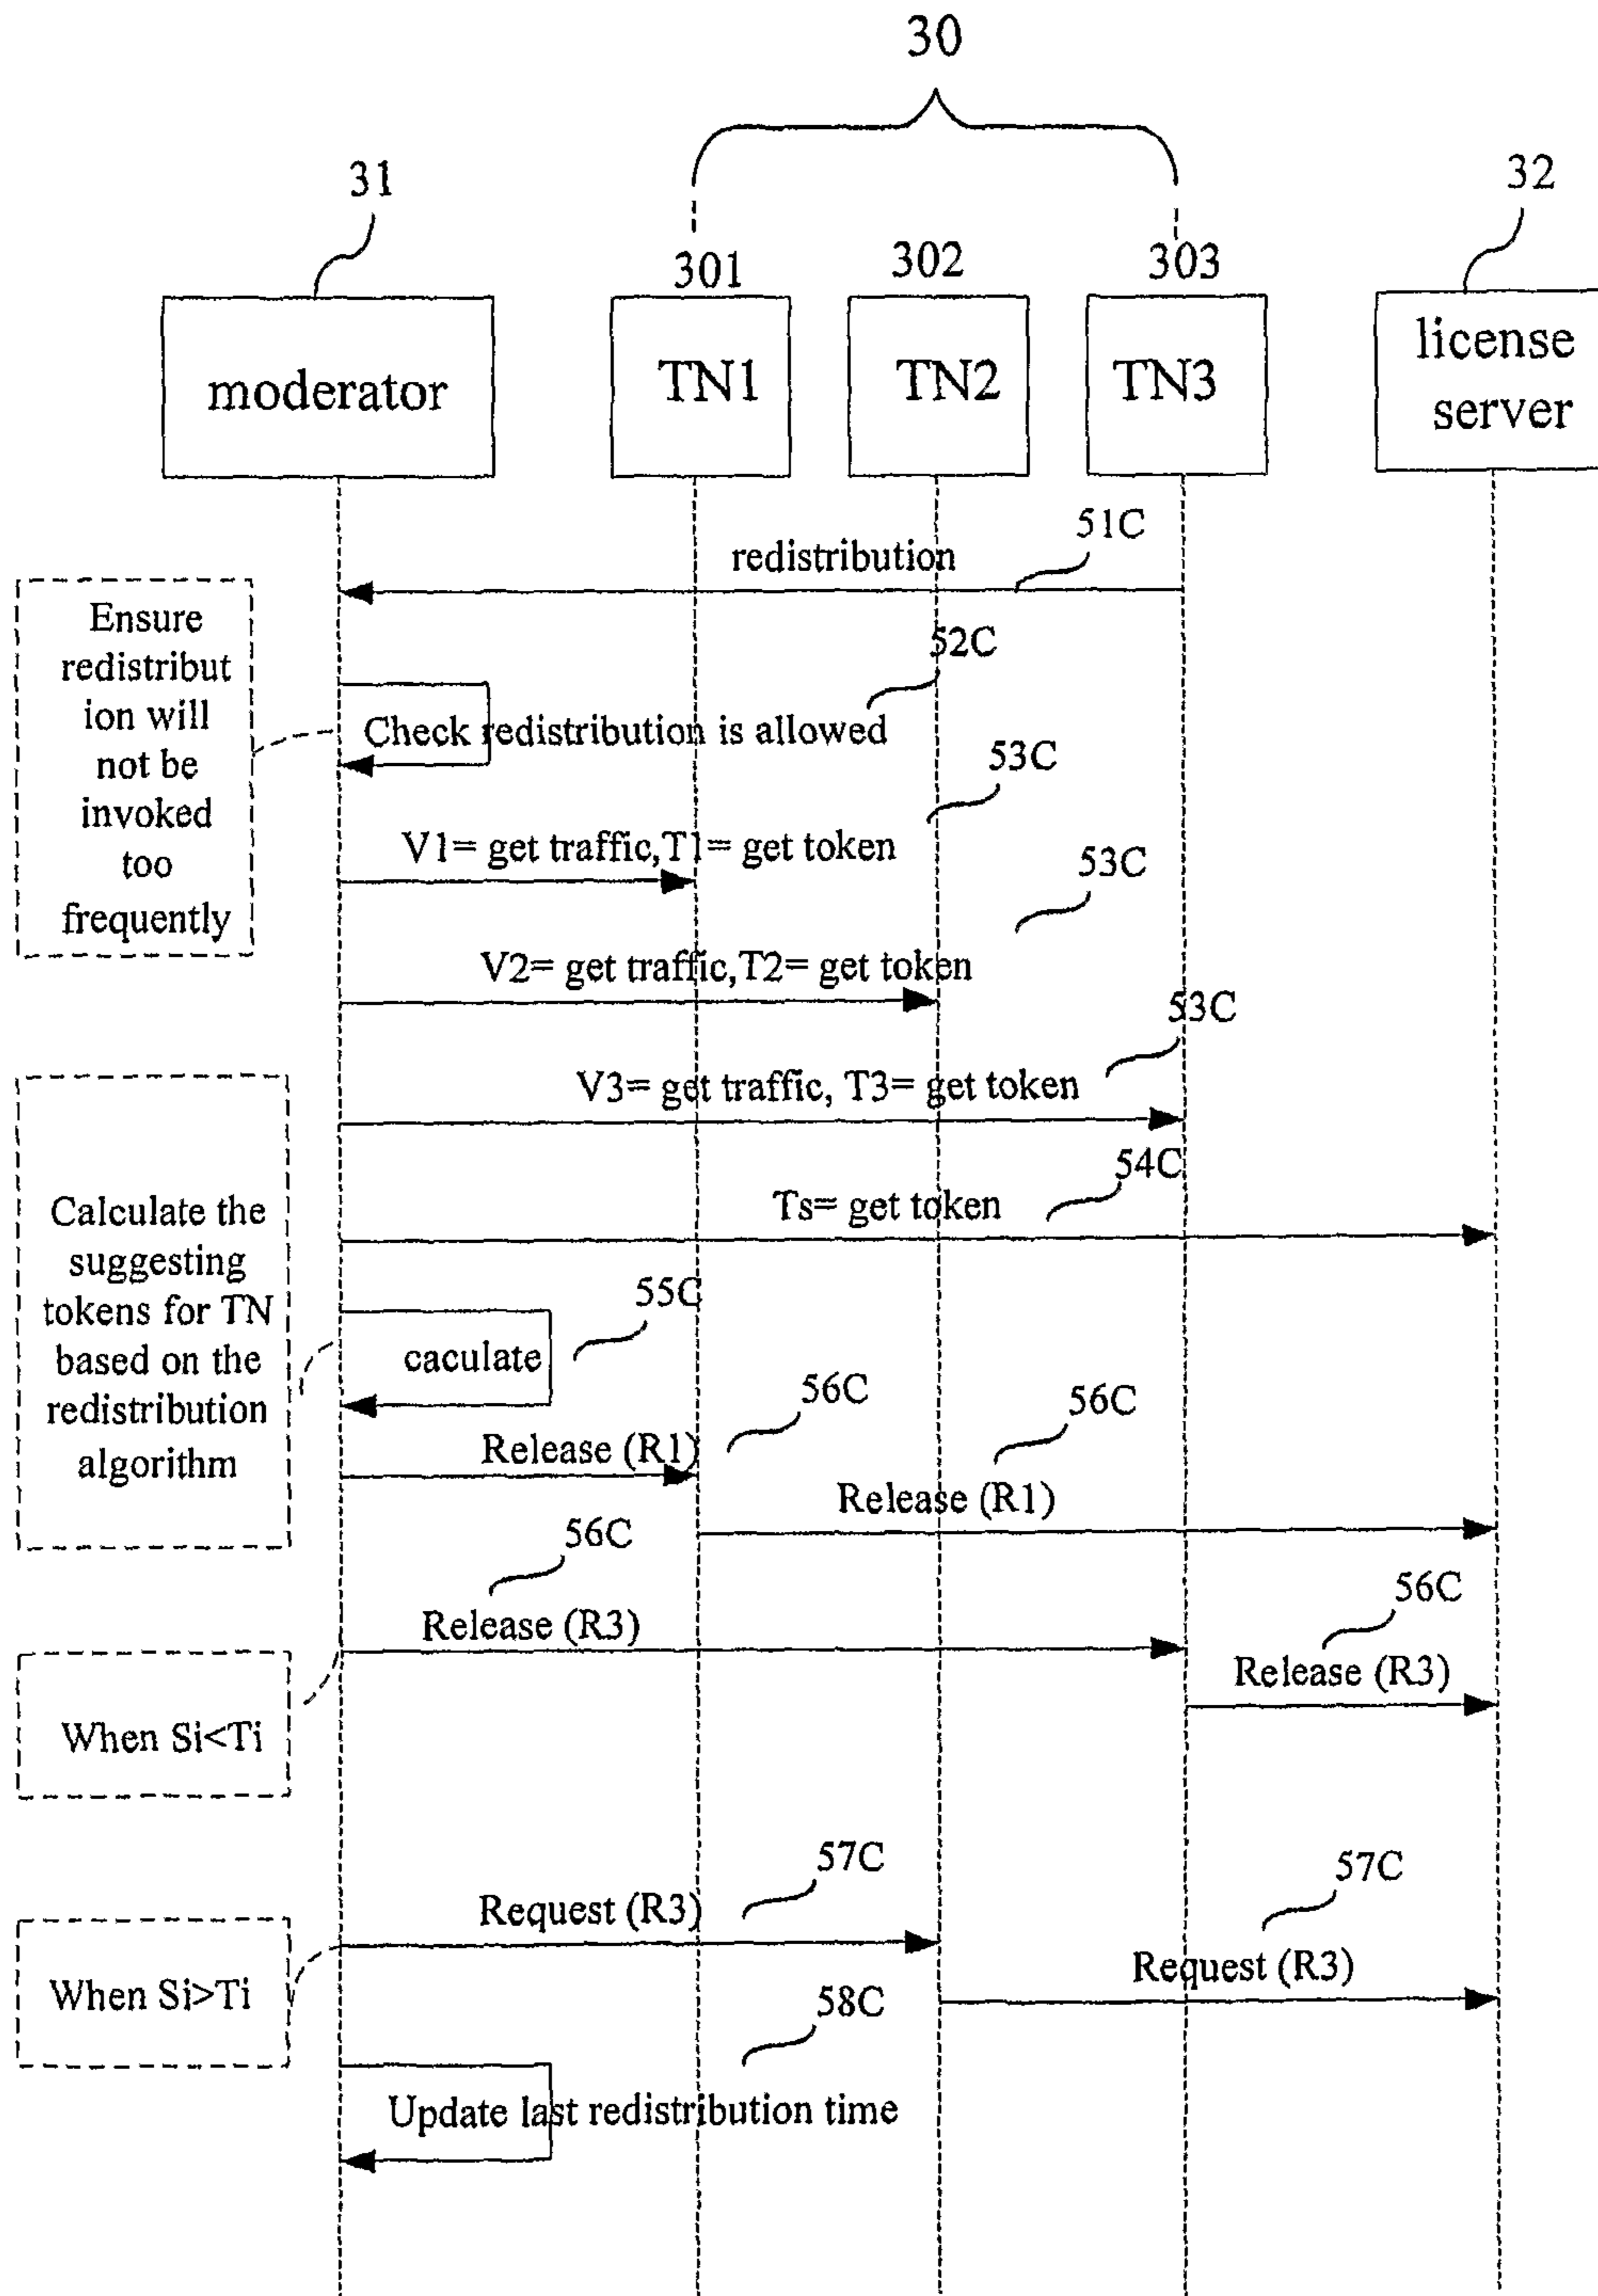 30
31
32
301
302
303
moderator
TN1
TN2
TN3
license
server
51C
redistribution
Ensure
redistribut
ion will
not be
invoked
too
frequently
52C
Check redistribution is allowed
53C
V1= get traffic,T1= get token
53C
V2= get traffic,T2= get token
53C
V3= get traffic, T3= get token
54C
Ts= get token
Calculate the
suggesting
tokens for TN
based on the
redistribution
algorithm
55C
caculate
56C
Release (R1)
56C
Release (R1)
56C
Release (R3)
56C
Release (R3)
When Si<Ti
57C
Request (R3)
57C
Request (R3)
When Si>Ti
58C
Update last redistribution time